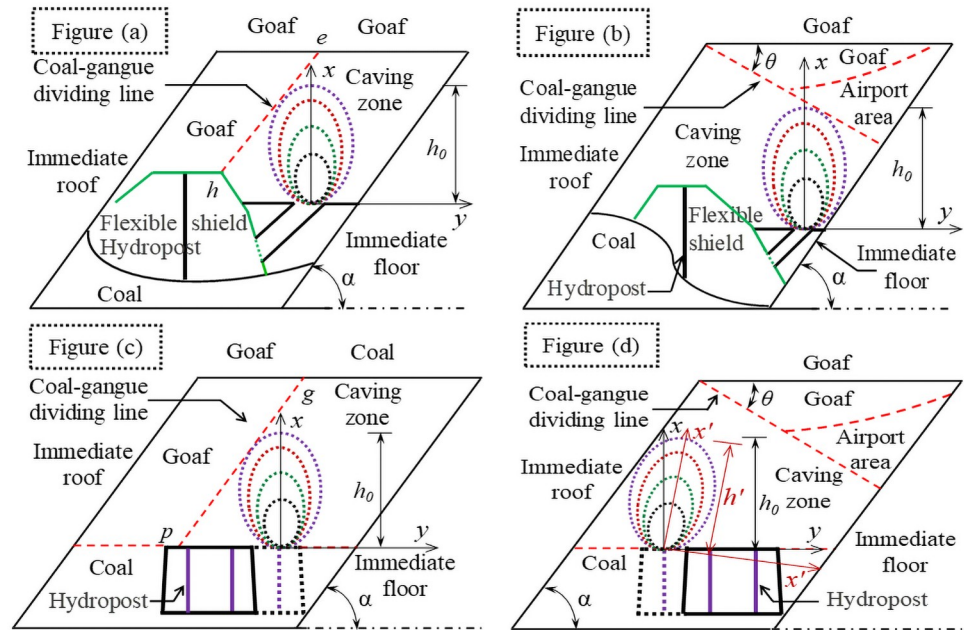 Figure (a)
Goaf
e
Goaf
Coal-gangue
dividing line
x
Caving
zone
Goaf
Immediate
roof
h₀
h
y
Flexible shield
Hydropost
Immediate
floor
α
Coal
Figure (b)
Goaf
θ
x
Goaf
Coal-gangue
dividing line
Airport
area
Caving
zone
Immediate
roof
h₀
y
Flexible
shield
Coal
Immediate
floor
α
Hydropost
Figure (c)
Goaf
Coal
Coal-gangue
dividing line
g
Caving
zone
x
Immediate
roof
Goaf
h₀
p
y
Coal
Immediate
floor
Hydropost
α
Figure (d)
Goaf
Coal-gangue
dividing line
θ
Goaf
x
x'
Airport
area
Immediate
roof
Caving
zone
h'
h₀
y
Coal
Immediate
floor
x'
α
Hydropost